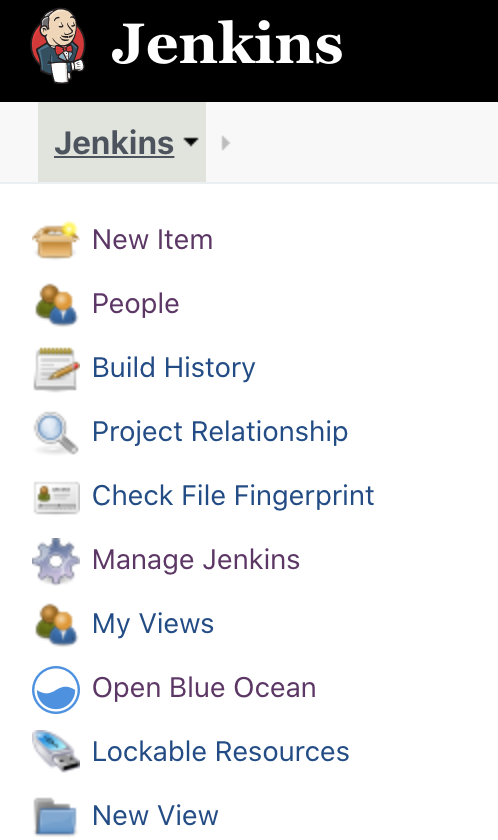 Jenkins
Jenkins
New Item
People
Build History
Project Relationship
Check File Fingerprint
Manage Jenkins
My Views
Open Blue Ocean
Lockable Resources
New View